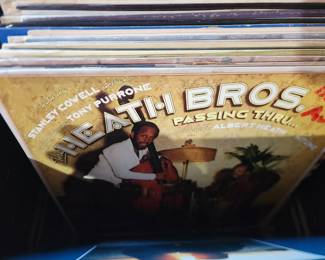 STANLEY COWELL
TONY PURRONE
HEATH BROS.
PASSING THRU...
ALBERT HEATH